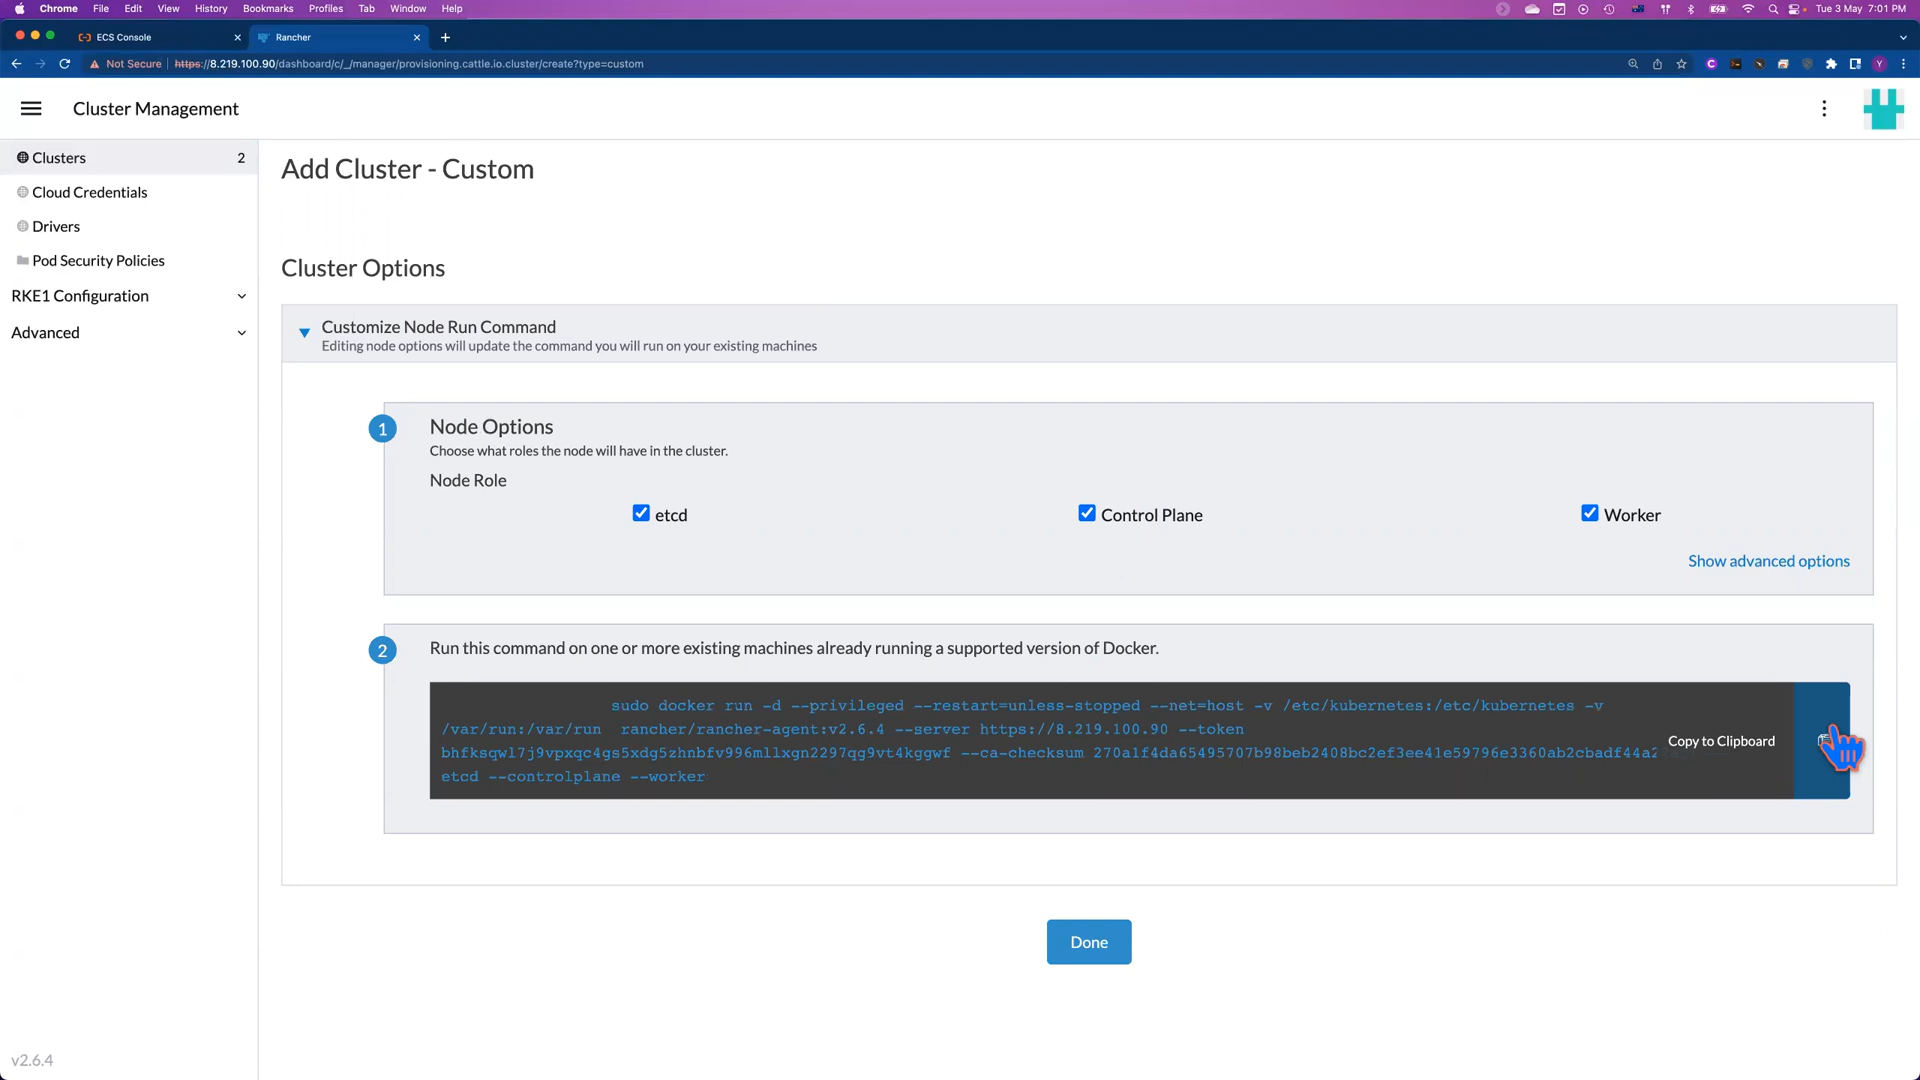 Chrome File Edit View History Bookmarks Profiles Tab Window Help Tue 3 May 7:01 PM
ECS Console Rancher
Not Secure https://8.219.100.90/dashboard/c/_/manager/provisioning.cattle.io.cluster/create?type=custom
Cluster Management
Clusters 2
Cloud Credentials
Drivers
Pod Security Policies
RKE1 Configuration
Advanced
Add Cluster - Custom
Cluster Options
Customize Node Run Command
Editing node options will update the command you will run on your existing machines
1 Node Options
Choose what roles the node will have in the cluster.
Node Role
etcd Control Plane Worker
Show advanced options
2 Run this command on one or more existing machines already running a supported version of Docker.
sudo docker run -d --privileged --restart=unless-stopped --net=host -v /etc/kubernetes:/etc/kubernetes -v
/var/run:/var/run rancher/rancher-agent:v2.6.4 --server https://8.219.100.90 --token
bhfksqwl7j9vpxqc4gs5xdg5zhnbfv996mllxgn2297qg9vt4kggwf --ca-checksum 270a1f4da65495707b98beb2408bc2ef3ee41e59796e3360ab2cbadf44a2
etcd --controlplane --worker
Copy to Clipboard
Done
v2.6.4